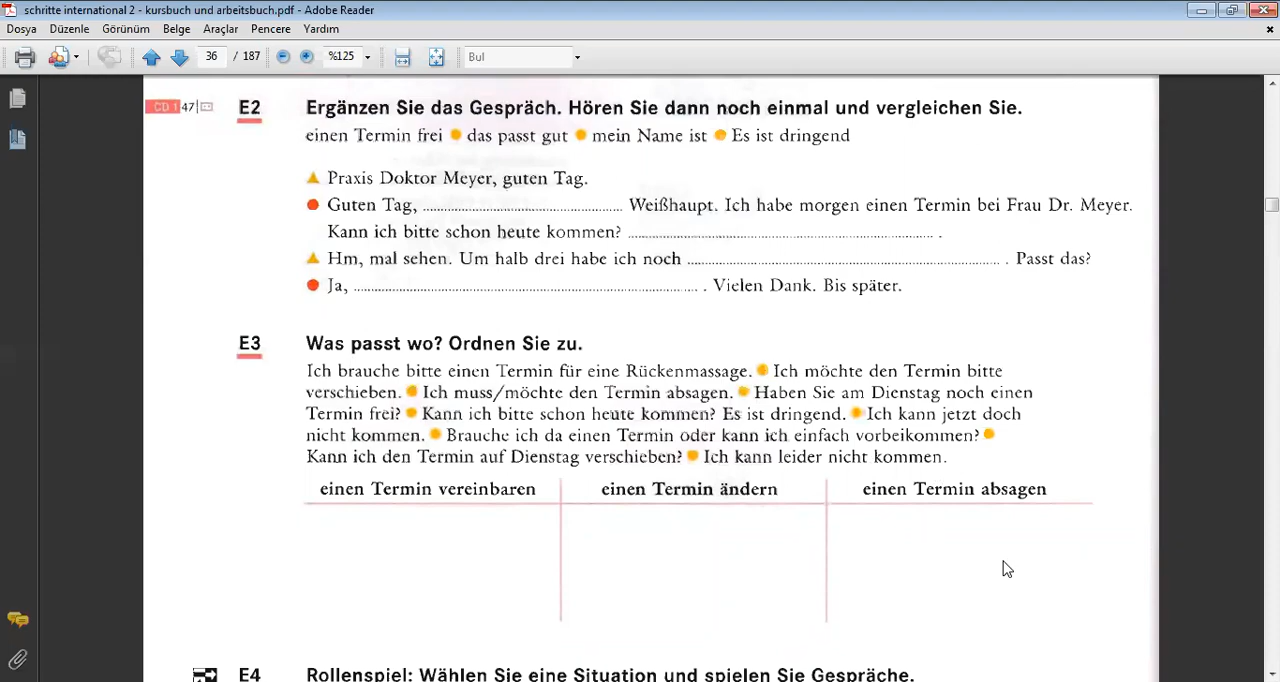 schritte international 2 - kursbuch und arbeitsbuch.pdf - Adobe Reader
Dosya Düzenle Görünüm Belge Araçlar Pencere Yardım
36 / 187 %125 Bul
CD 1 47 E2 Ergänzen Sie das Gespräch. Hören Sie dann noch einmal und vergleichen Sie.
einen Termin frei • das passt gut • mein Name ist • Es ist dringend
Praxis Doktor Meyer, guten Tag.
Guten Tag, ........................ Weißhaupt. Ich habe morgen einen Termin bei Frau Dr. Meyer.
Kann ich bitte schon heute kommen? ........................ .
Hm, mal sehen. Um halb drei habe ich noch ........................ . Passt das?
Ja, ........................ . Vielen Dank. Bis später.
E3 Was passt wo? Ordnen Sie zu.
Ich brauche bitte einen Termin für eine Rückenmassage. • Ich möchte den Termin bitte
verschieben. • Ich muss/möchte den Termin absagen. • Haben Sie am Dienstag noch einen
Termin frei? • Kann ich bitte schon heute kommen? Es ist dringend. • Ich kann jetzt doch
nicht kommen. • Brauche ich da einen Termin oder kann ich einfach vorbeikommen? •
Kann ich den Termin auf Dienstag verschieben? • Ich kann leider nicht kommen.
einen Termin vereinbaren einen Termin ändern einen Termin absagen
E4 Rollenspiel: Wählen Sie eine Situation und spielen Sie Gespräche.